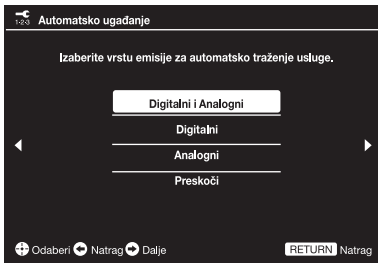 1·2·3 Automatsko ugađanje
Izaberite vrstu emisije za automatsko traženje usluge.
Digitalni i Analogni
Digitalni
Analogni
Preskoči
Odaberi Natrag Dalje RETURN Natrag